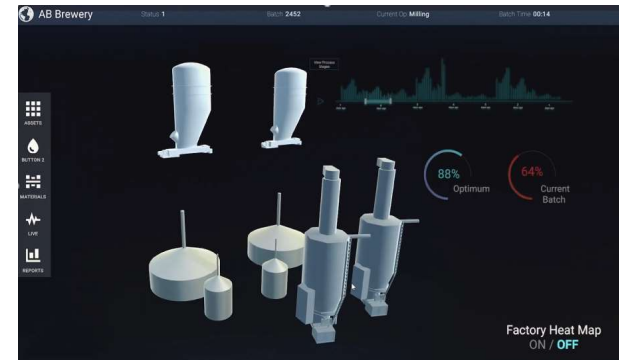 AB Brewery
Status 1
Batch 2452
Current Op Milling
Batch Time 00:14
View Process
Stages
ASSETS
BUTTON 2
MATERIALS
LIVE
REPORTS
88%
Optimum
64%
Current
Batch
Factory Heat Map
ON / OFF